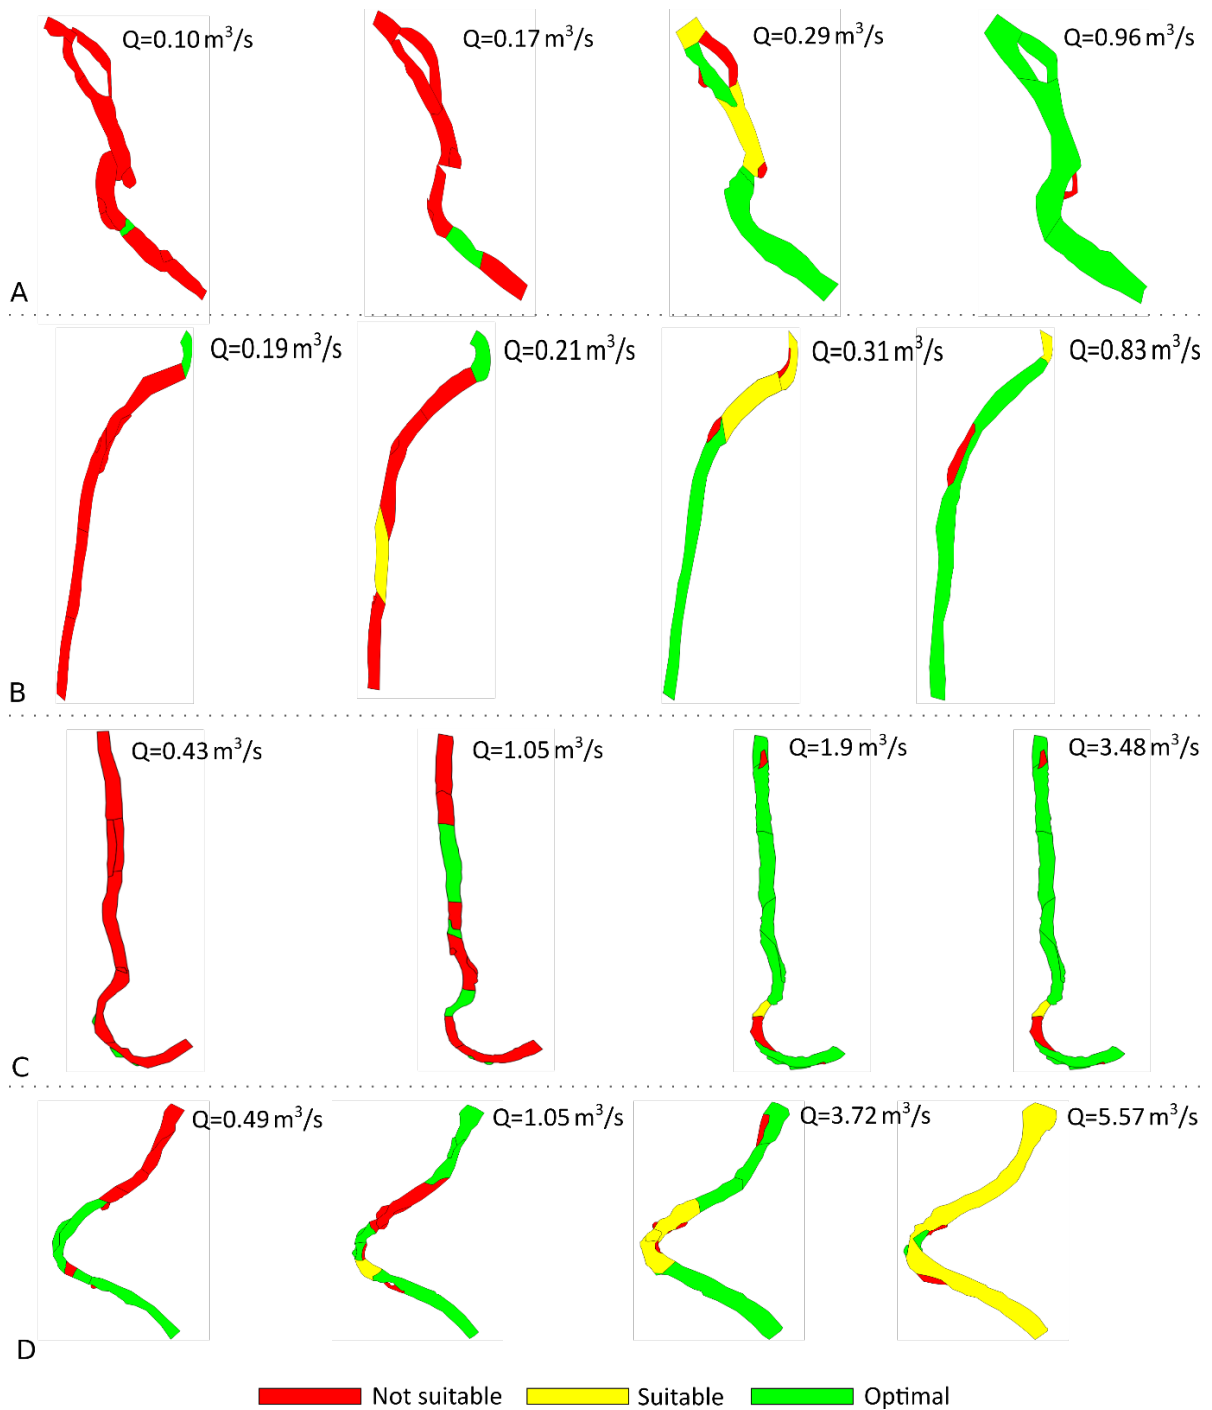 Q=0.10 m³/s
Q=0.17 m³/s
Q=0.29 m³/s
Q=0.96 m³/s
A
Q=0.19 m³/s
Q=0.21 m³/s
Q=0.31 m³/s
Q=0.83 m³/s
B
Q=0.43 m³/s
Q=1.05 m³/s
Q=1.9 m³/s
Q=3.48 m³/s
C
Q=0.49 m³/s
Q=1.05 m³/s
Q=3.72 m³/s
Q=5.57 m³/s
D
Not suitable
Suitable
Optimal